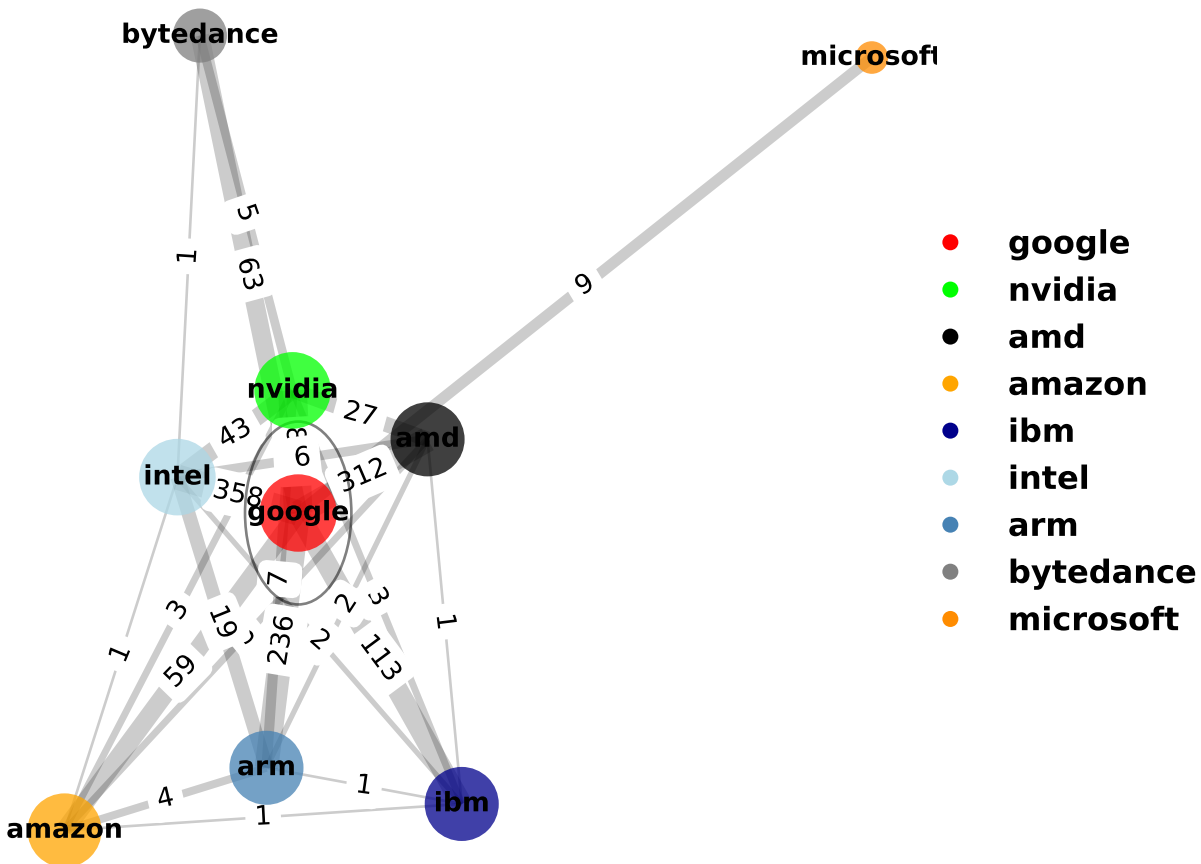 bytedance
microsoft
5
1
63
9
nvidia
27
43
amd
6
312
intel
358
google
7
3
2
3
19
1
1
236
2
59
113
arm
1
4
ibm
1
amazon
google
nvidia
amd
amazon
ibm
intel
arm
bytedance
microsoft